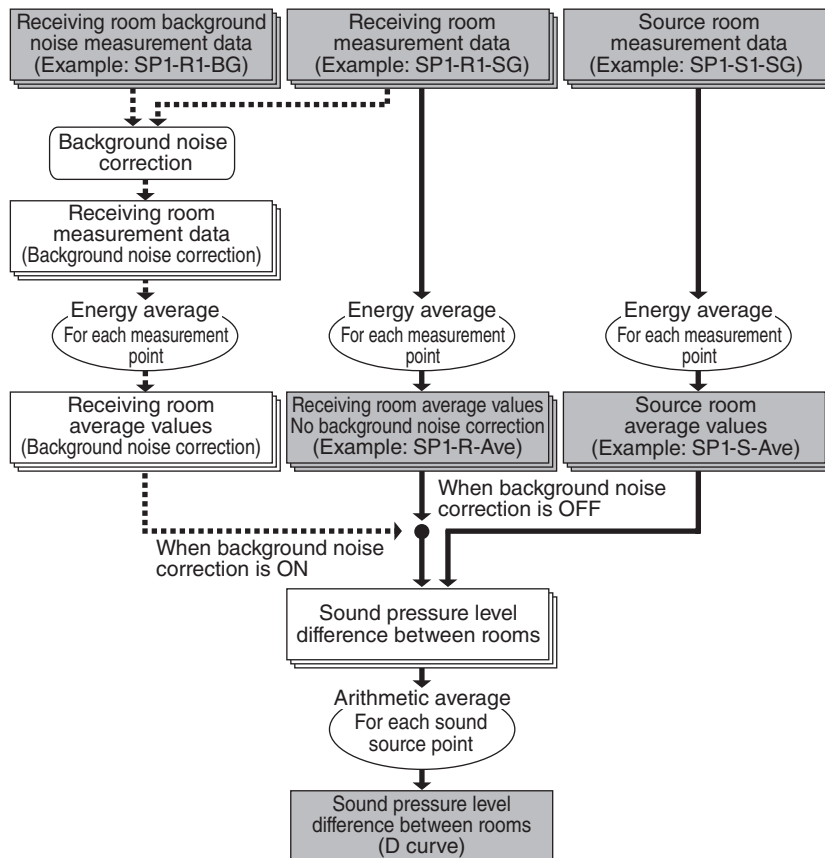 Receiving room background
noise measurement data
(Example: SP1-R1-BG)
Receiving room
measurement data
(Example: SP1-R1-SG)
Source room
measurement data
(Example: SP1-S1-SG)
Background noise
correction
Receiving room
measurement data
(Background noise correction)
Energy average
For each measurement
point
Energy average
For each measurement
point
Energy average
For each measurement
point
Receiving room
average values
(Background noise correction)
Receiving room average values
No background noise correction
(Example: SP1-R-Ave)
Source room
average values
(Example: SP1-S-Ave)
When background noise
correction is OFF
When background noise
correction is ON
Sound pressure level
difference between rooms
Arithmetic average
For each sound
source point
Sound pressure level
difference between rooms
(D curve)